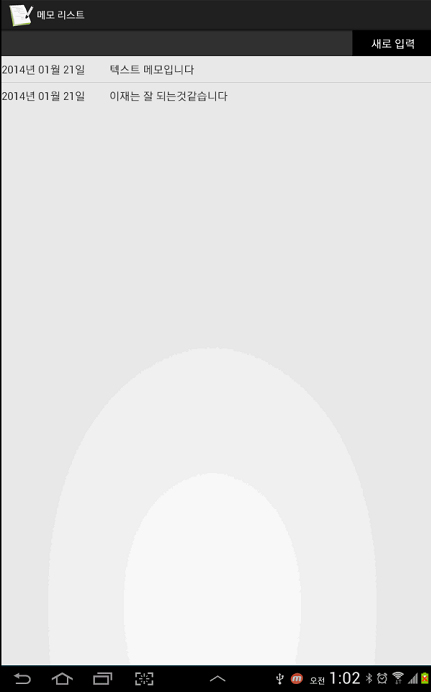 메모 리스트
새로 입력
2014년 01월 21일 텍스트 메모입니다
2014년 01월 21일 이재는 잘 되는것같습니다
오전 1:02